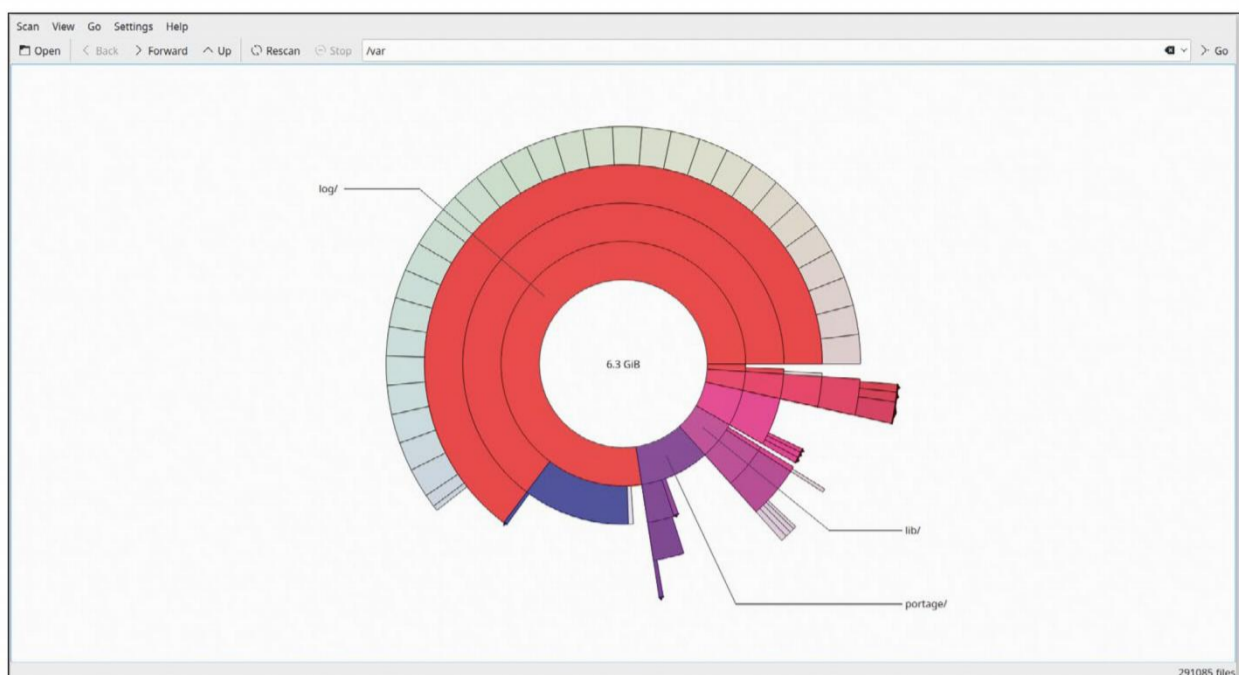 Scan View Go Settings Help
Open Back Forward Up Rescan Stop /var Go
log/
6.3 GiB
lib/
portage/
291085 files